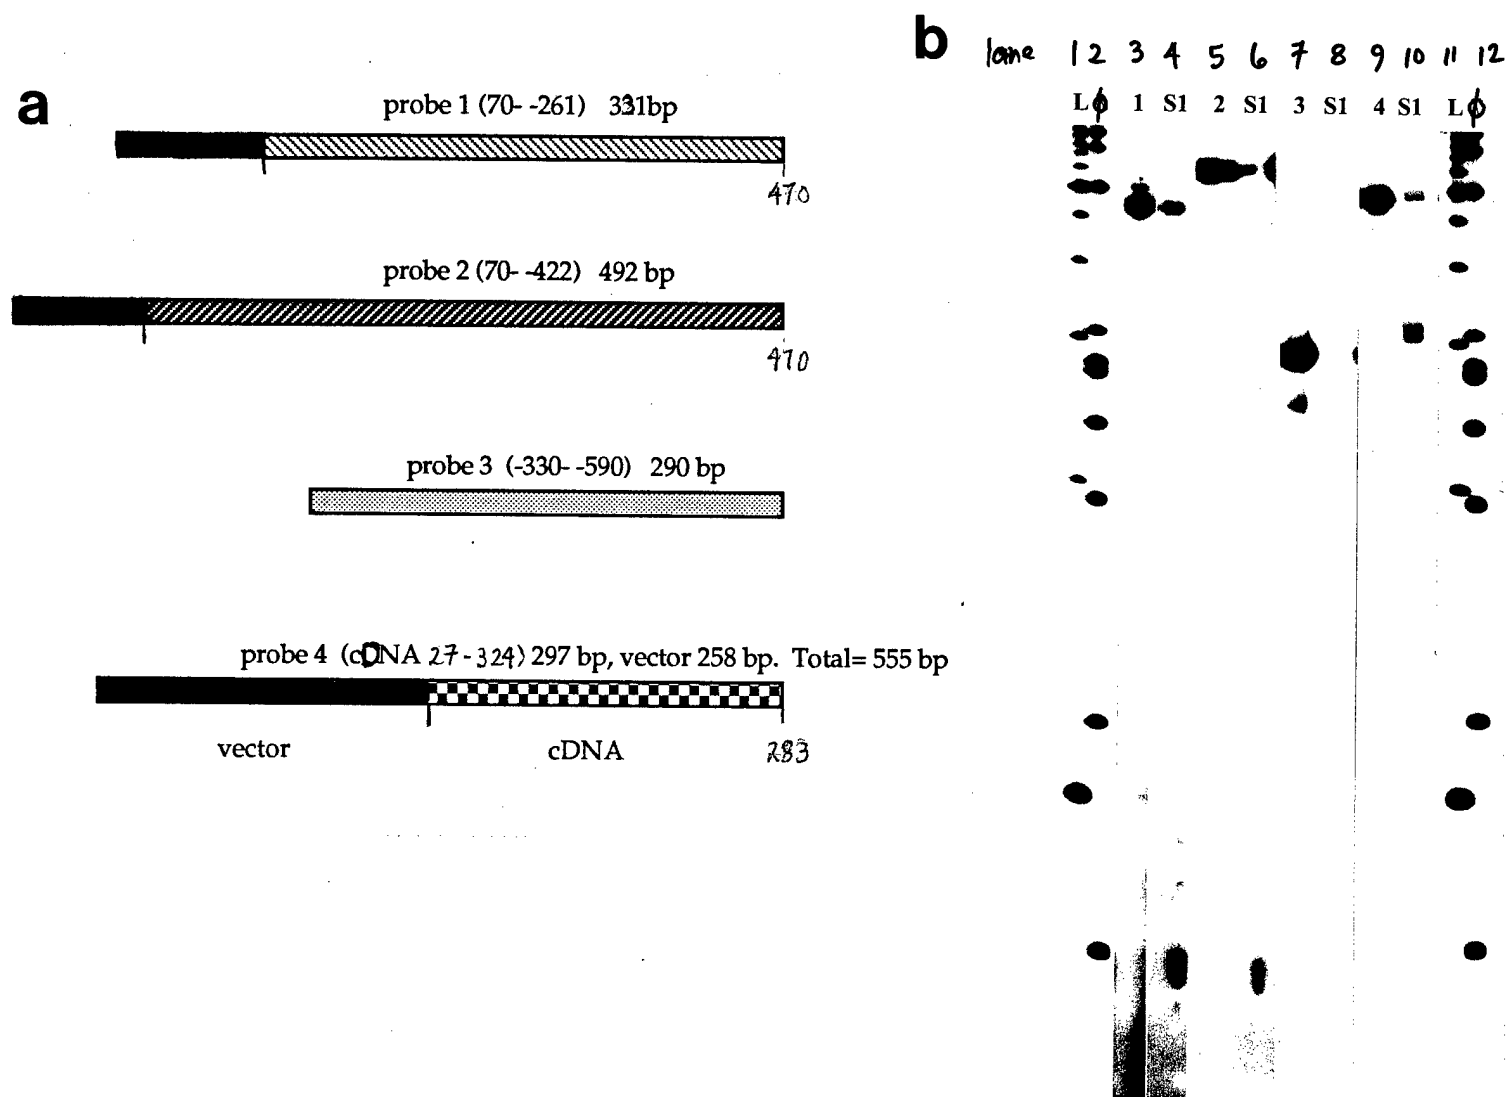 a
probe 1 (70- -261) 331bp
470
probe 2 (70- -422) 492 bp
470
probe 3 (-330- -590) 290 bp
probe 4 (cDNA 27-324) 297 bp, vector 258 bp. Total= 555 bp
vector cDNA 283
b
lane 1 2 3 4 5 6 7 8 9 10 11 12
L ϕ 1 S1 2 S1 3 S1 4 S1 L ϕ